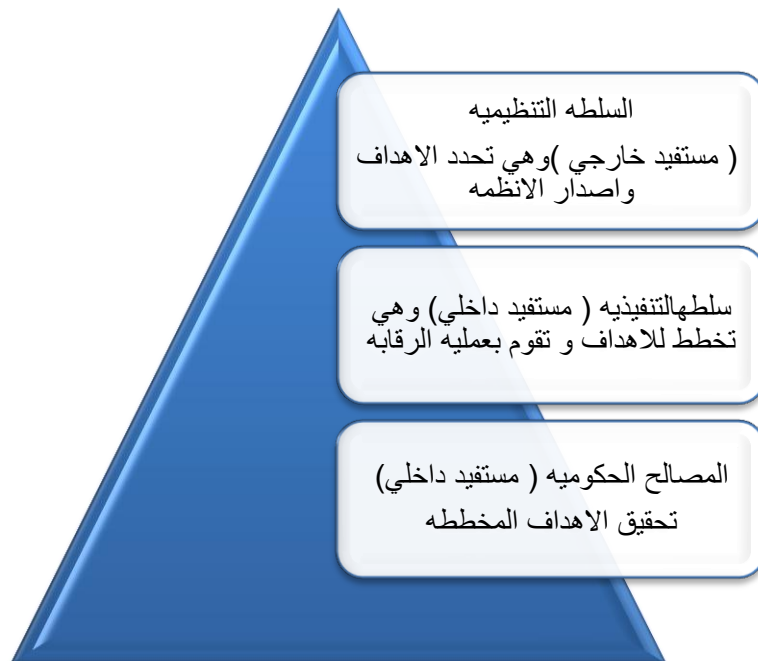 السلطه التنظيميه
( مستفيد خارجي )وهي تحدد الاهداف
واصدار الانظمه
سلطهالتنفيذيه ( مستفيد داخلي) وهي
تخطط للاهداف و تقوم بعمليه الرقابه
المصالح الحكوميه ( مستفيد داخلي)
تحقيق الاهداف المخططه